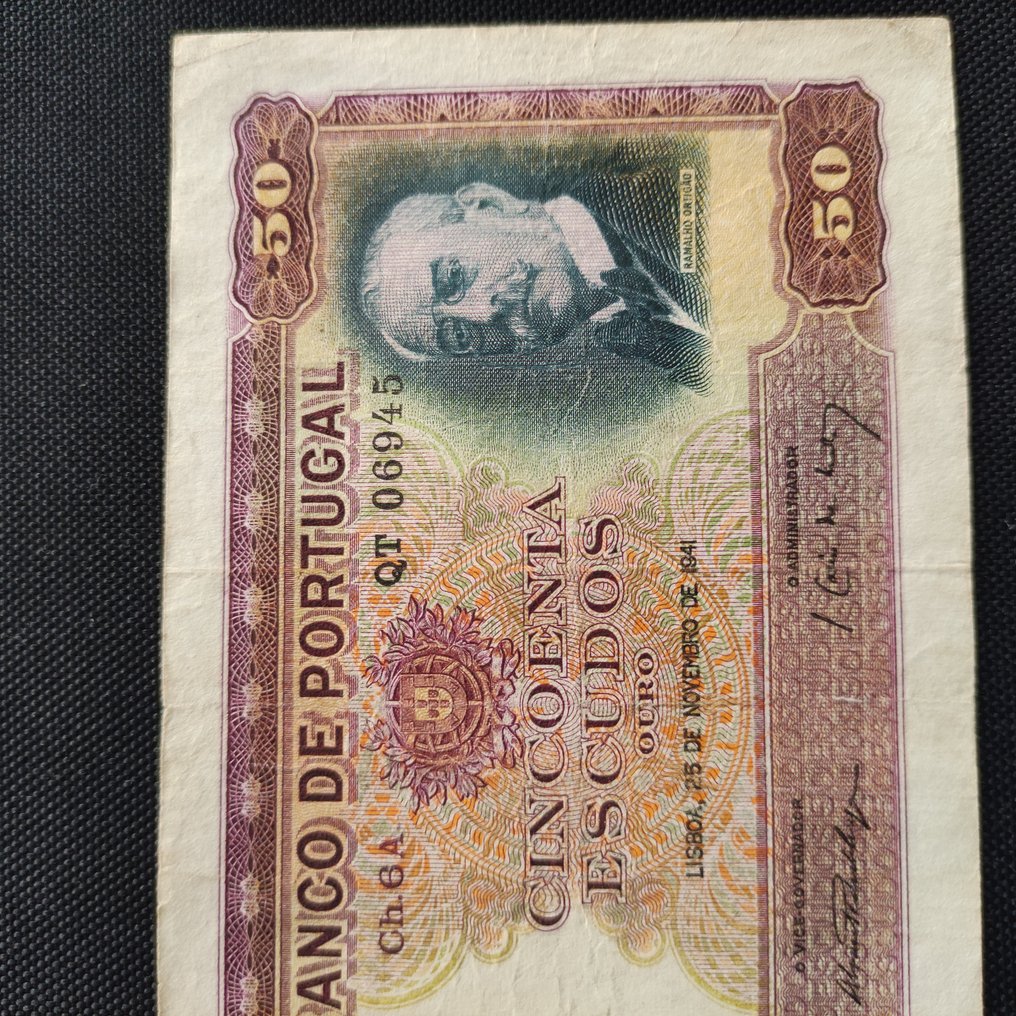 50
50
ANCO DE PORTUGAL
Ch. 6A
QT 06945
RAMALHO ORTIGÃO
CINCOENTA
ESCUDOS
OURO
LISBOA, 25 DE NOVEMBRO DE 1941
O VICE-GOVERNADOR
O ADMINISTRADOR